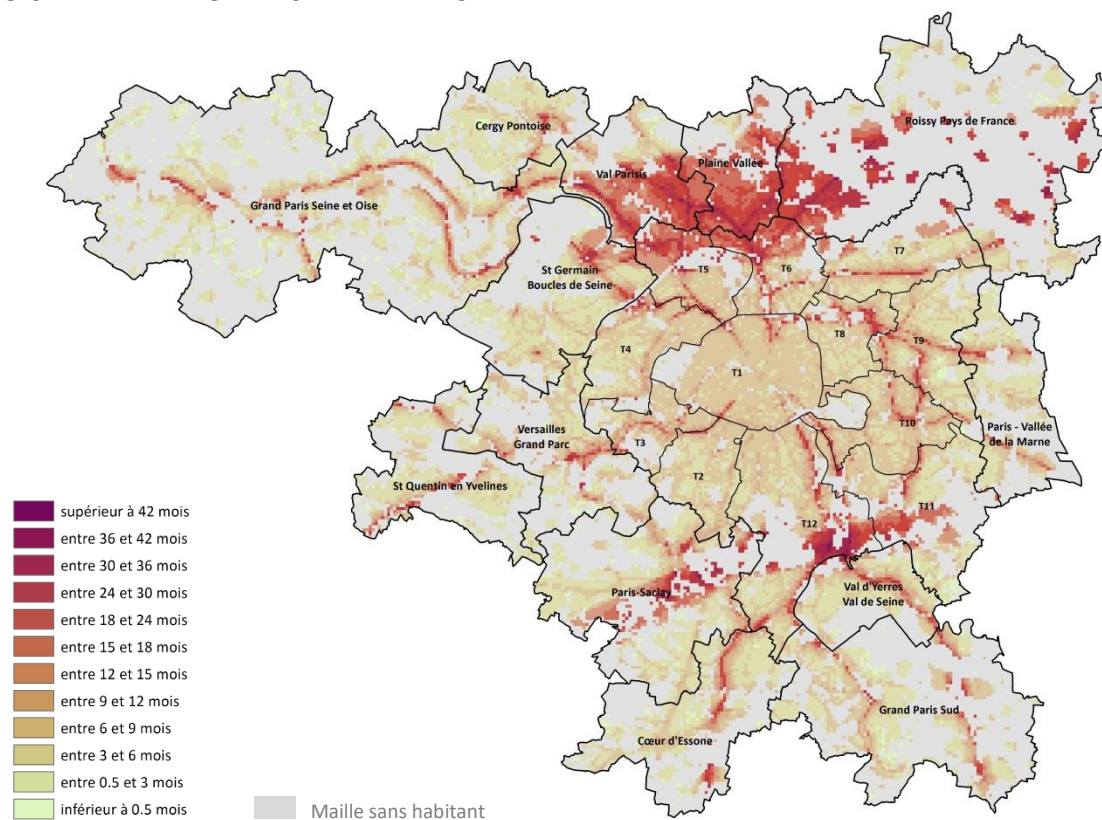 Cergy Pontoise
Roissy Pays de France
Val Parisis
Plaine Vallée
Grand Paris Seine et Oise
T7
T5
T6
St Germain
Boucles de Seine
T8
T9
T4
T1
T10
Paris - Vallée
de la Marne
Versailles
Grand Parc
T3
T2
St Quentin en Yvelines
T11
T12
Paris-Saclay
Val d'Yerres
Val de Seine
Grand Paris Sud
Cœur d'Essone
supérieur à 42 mois
entre 36 et 42 mois
entre 30 et 36 mois
entre 24 et 30 mois
entre 18 et 24 mois
entre 15 et 18 mois
entre 12 et 15 mois
entre 9 et 12 mois
entre 6 et 9 mois
entre 3 et 6 mois
entre 0.5 et 3 mois
inférieur à 0.5 mois
Maille sans habitant